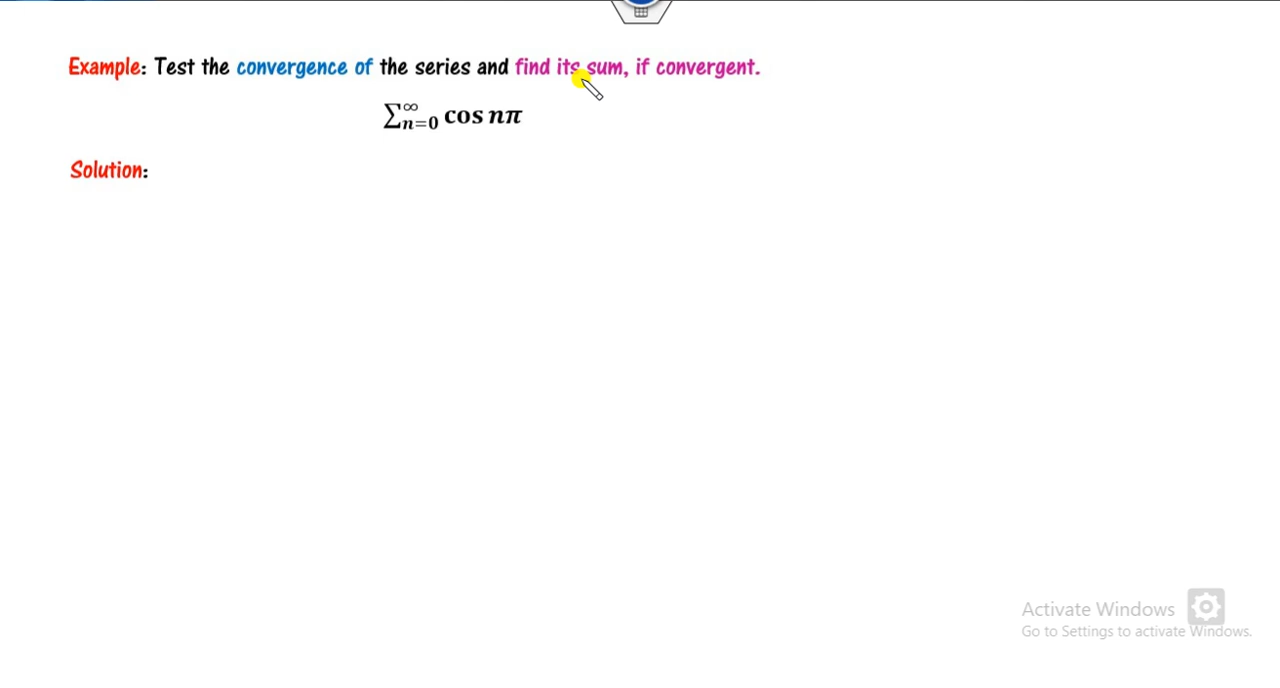 Example: Test the convergence of the series and find its sum, if convergent.
∑_{n=0}^{∞} cos nπ
Solution:
Activate Windows
Go to Settings to activate Windows.